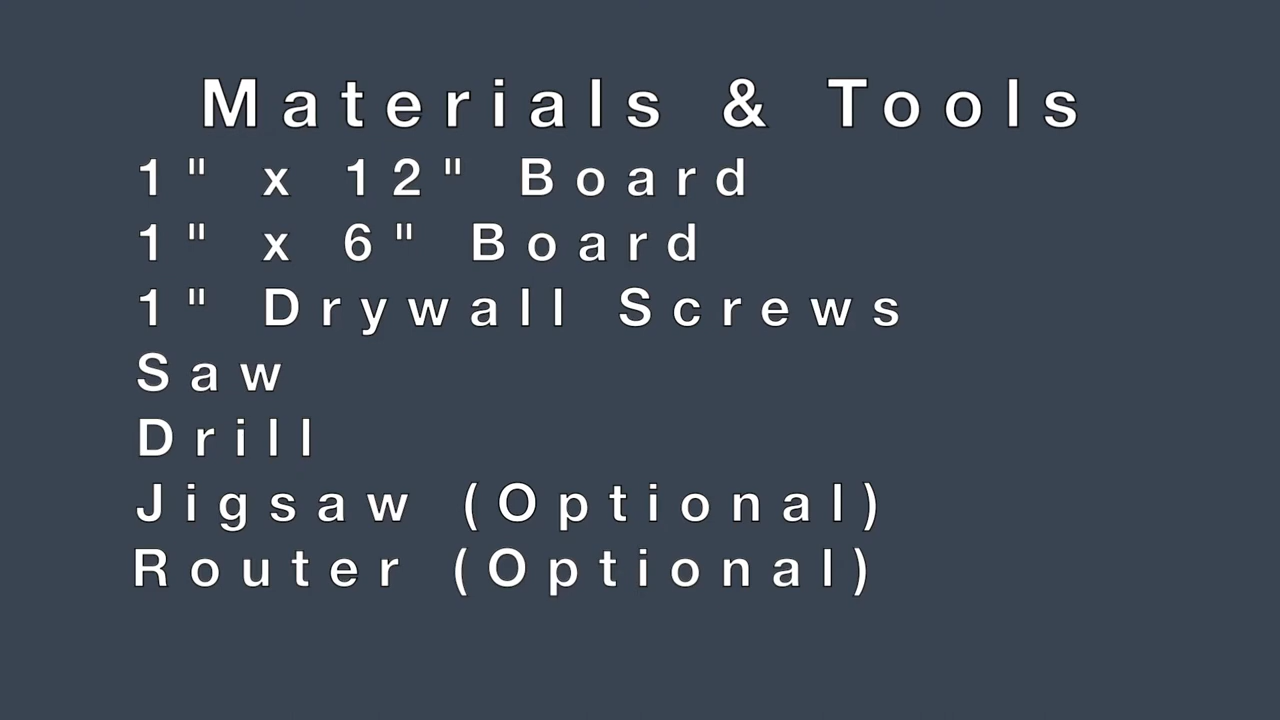 Materials & Tools
1" x 12" Board
1" x 6" Board
1" Drywall Screws
Saw
Drill
Jigsaw (Optional)
Router (Optional)